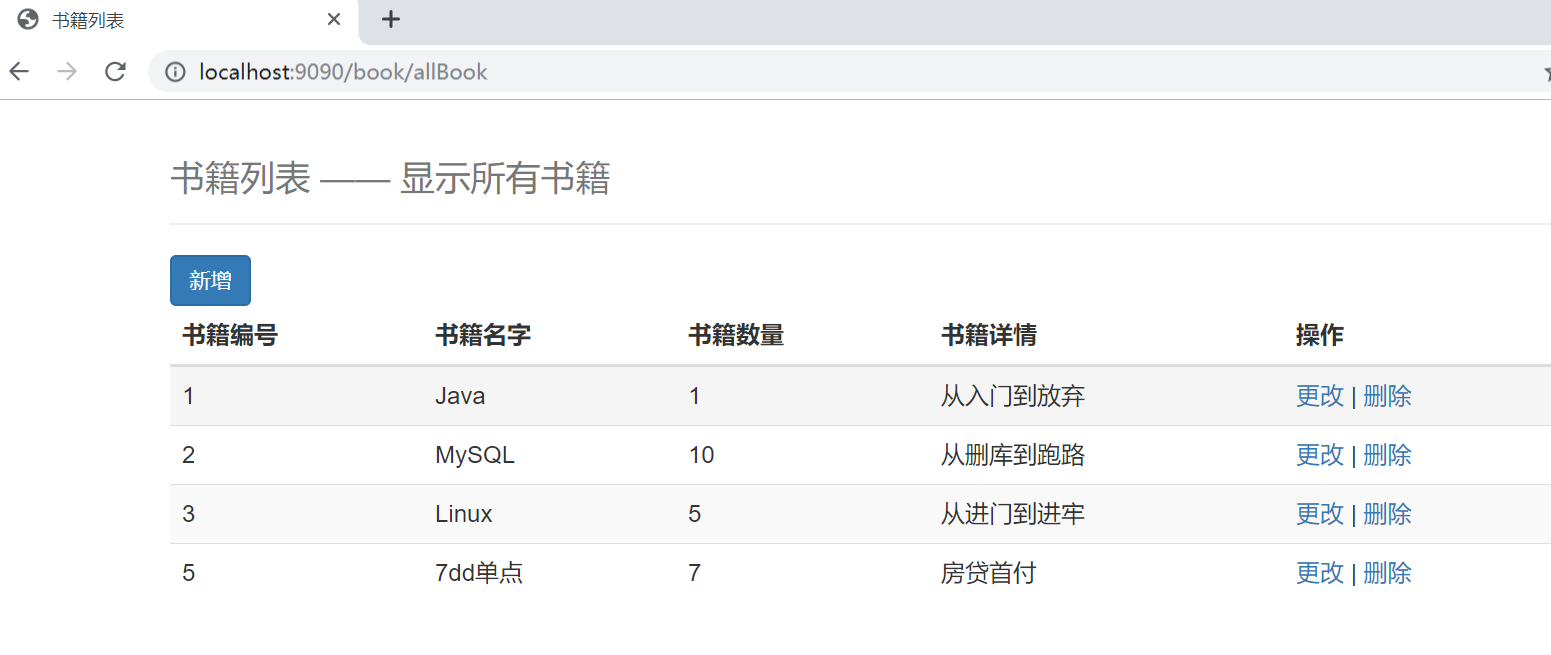 书籍列表
localhost:9090/book/allBook
书籍列表 —— 显示所有书籍
新增
书籍编号 书籍名字 书籍数量 书籍详情 操作
1 Java 1 从入门到放弃 更改 | 删除
2 MySQL 10 从删库到跑路 更改 | 删除
3 Linux 5 从进门到进牢 更改 | 删除
5 7dd单点 7 房贷首付 更改 | 删除